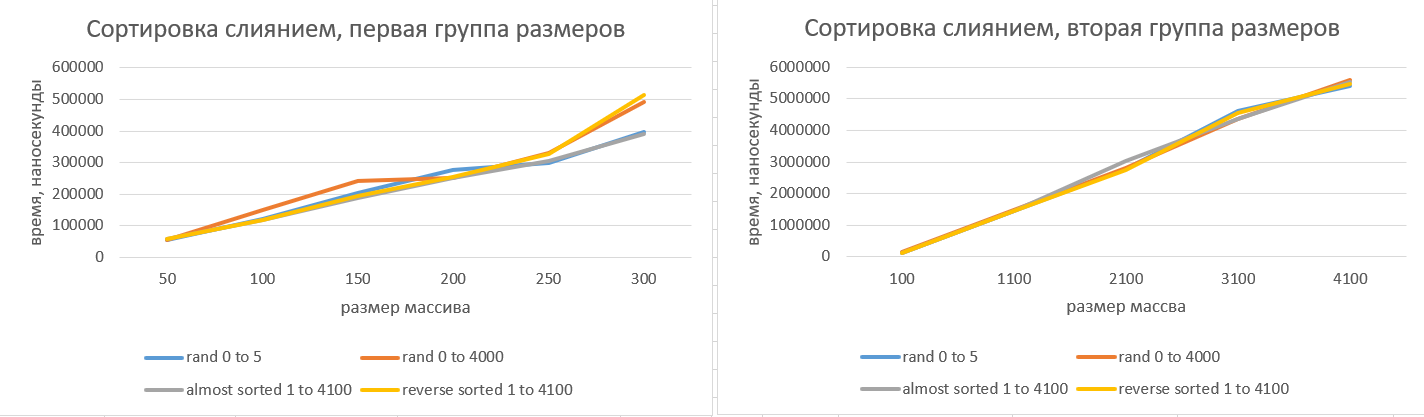 Сортировка слиянием, первая группа размеров
600000
500000
400000
300000
200000
100000
0
время, наносекунды
50 100 150 200 250 300
размер массива
rand 0 to 5 rand 0 to 4000
almost sorted 1 to 4100 reverse sorted 1 to 4100
Сортировка слиянием, вторая группа размеров
6000000
5000000
4000000
3000000
2000000
1000000
0
время, наносекунды
100 1100 2100 3100 4100
размер массва
rand 0 to 5 rand 0 to 4000
almost sorted 1 to 4100 reverse sorted 1 to 4100